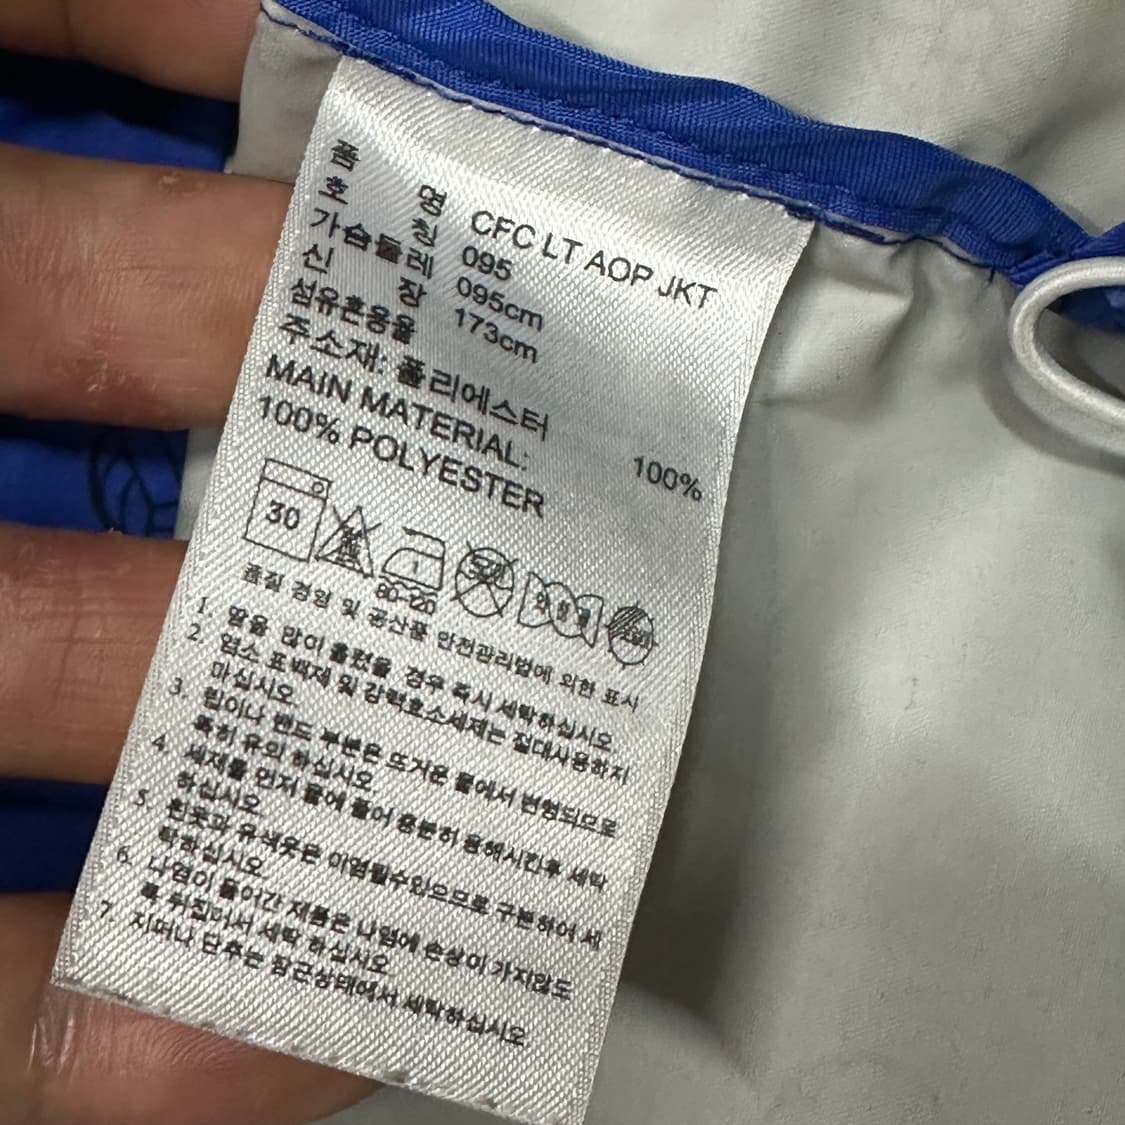 품 명 CFC LT AOP JKT
호 칭 095
가슴둘레 095cm
신 장 173cm
섬유혼용율
주소재: 폴리에스터 100%
MAIN MATERIAL:
100% POLYESTER
30
80-120
품질 경영 및 공산품 안전관리법에 의한 표시
1. 땀을 많이 흘렸을 경우 즉시 세탁하십시오
2. 염소 표백제 및 강력효소세제는 절대사용하지
마십시오
3. 립이나 밴드 부분은 뜨거운 물에서 변형되므로
특히 유의 하십시오
4. 세제를 먼저 물에 풀어 충분히 용해시킨후 세탁
하십시오
5. 흰옷과 유색옷은 이염될수있으므로 구분하여 세
탁하십시오
6. 나염이 들어간 제품은 나염에 손상이 가지않도
록 뒤집어서 세탁 하십시오
7. 지퍼나 단추는 잠근상태에서 세탁하십시오